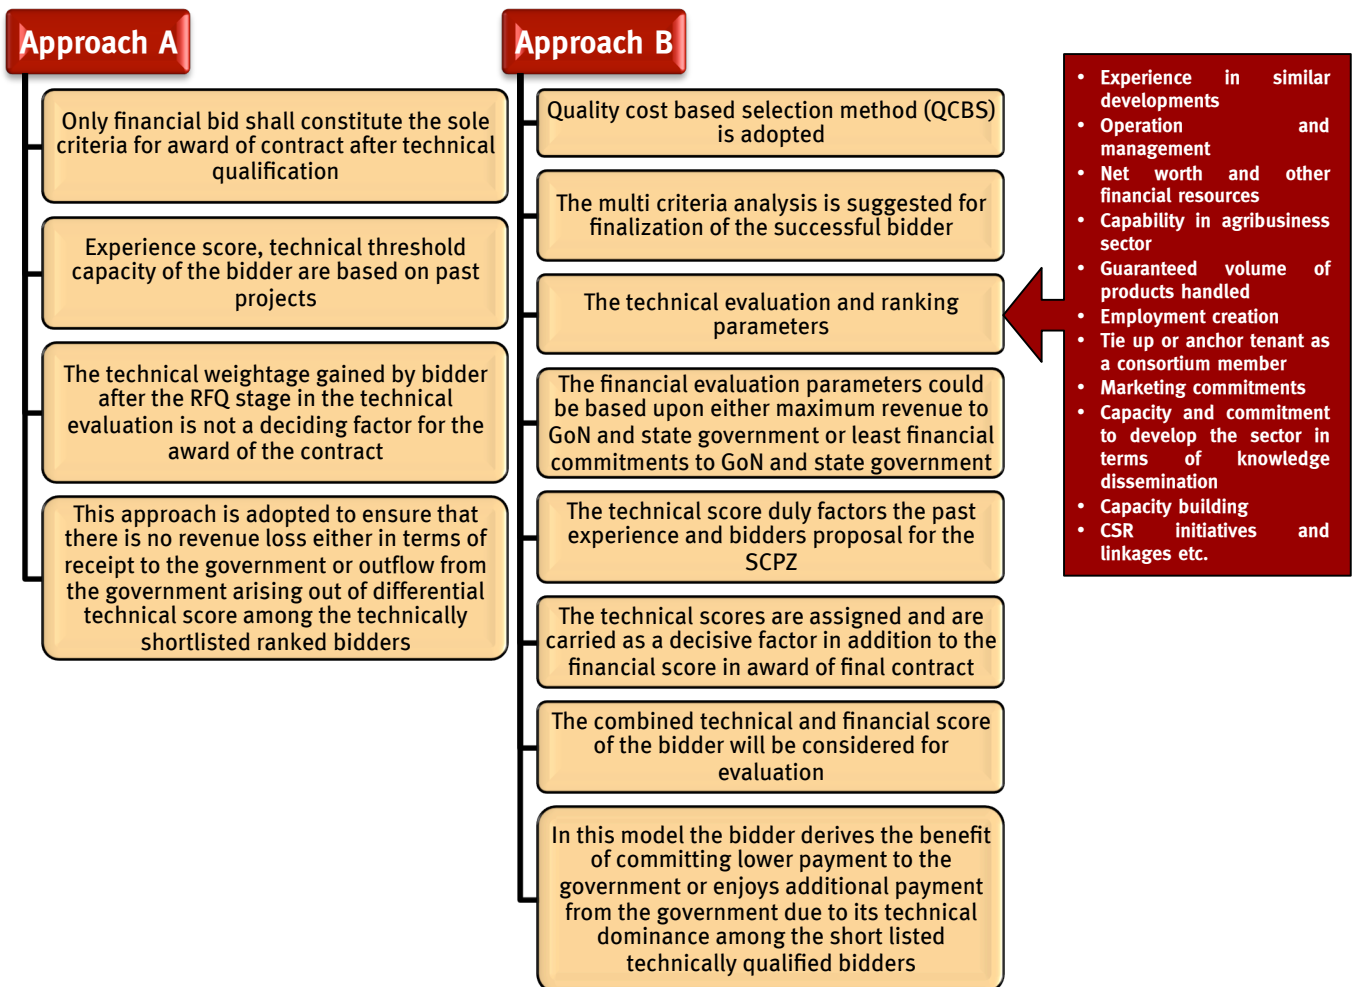 Approach A
Only financial bid shall constitute the sole
criteria for award of contract after technical
qualification
Experience score, technical threshold
capacity of the bidder are based on past
projects
The technical weightage gained by bidder
after the RFQ stage in the technical
evaluation is not a deciding factor for the
award of the contract
This approach is adopted to ensure that
there is no revenue loss either in terms of
receipt to the government or outflow from
the government arising out of differential
technical score among the technically
shortlisted ranked bidders
Approach B
Quality cost based selection method (QCBS)
is adopted
The multi criteria analysis is suggested for
finalization of the successful bidder
The technical evaluation and ranking
parameters
The financial evaluation parameters could
be based upon either maximum revenue to
GoN and state government or least financial
commitments to GoN and state government
The technical score duly factors the past
experience and bidders proposal for the
SCPZ
The technical scores are assigned and are
carried as a decisive factor in addition to the
financial score in award of final contract
The combined technical and financial score
of the bidder will be considered for
evaluation
In this model the bidder derives the benefit
of committing lower payment to the
government or enjoys additional payment
from the government due to its technical
dominance among the short listed
technically qualified bidders
• Experience in similar
developments
• Operation and
management
• Net worth and other
financial resources
• Capability in agribusiness
sector
• Guaranteed volume of
products handled
• Employment creation
• Tie up or anchor tenant as
a consortium member
• Marketing commitments
• Capacity and commitment
to develop the sector in
terms of knowledge
dissemination
• Capacity building
• CSR initiatives and
linkages etc.